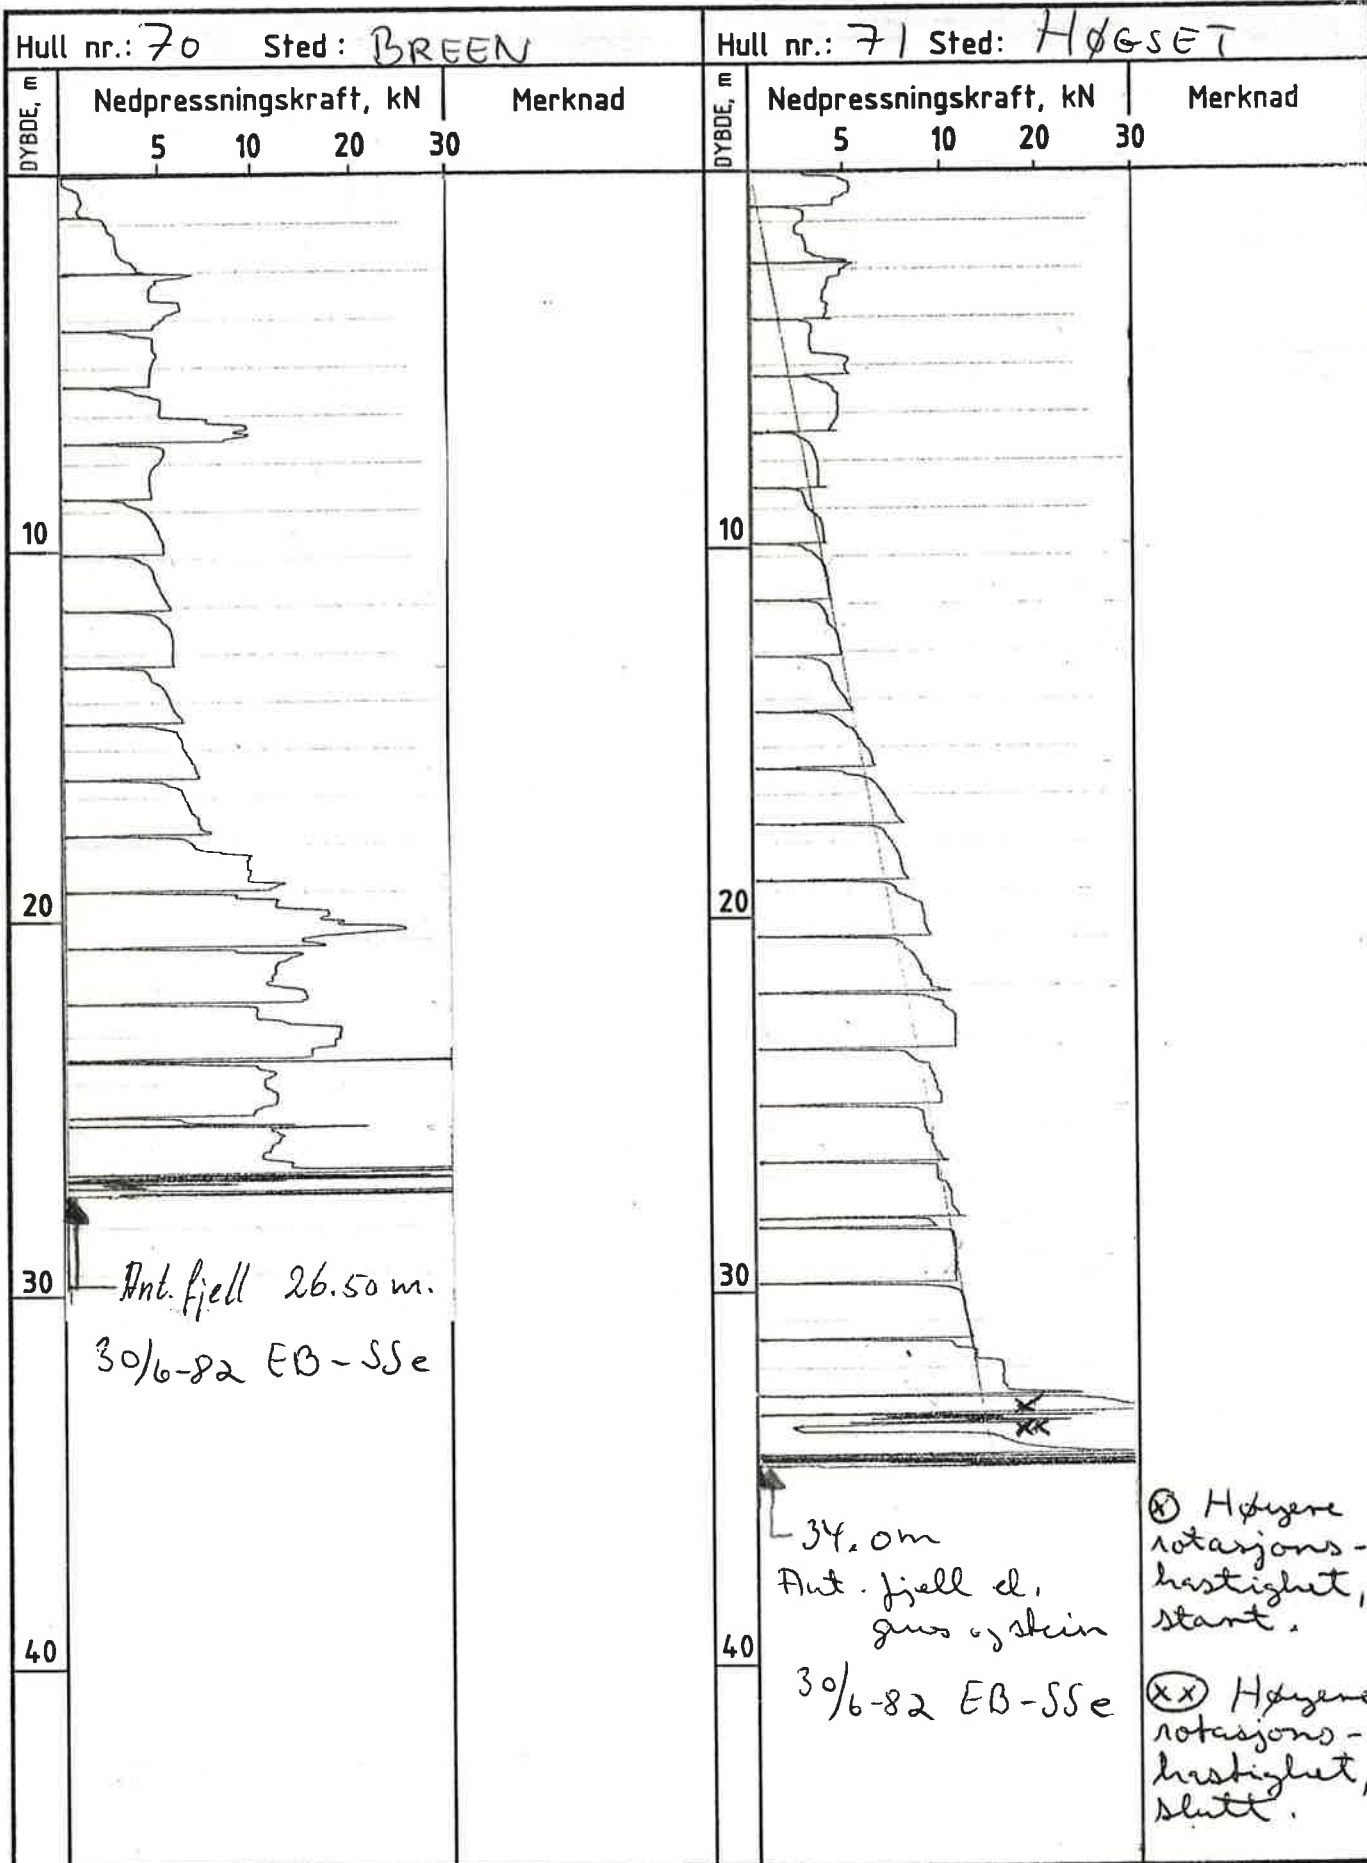 Hull nr.: 70 Sted: BREEN
DYBDE, m
Nedpressningskraft, kN
Merknad
5 10 20 30
10
20
30
40
Ant. fjell 26.50 m.
30/6-82 EB-SSe
Hull nr.: 71 Sted: HØGSET
DYBDE, m
Nedpressningskraft, kN
Merknad
5 10 20 30
10
20
30
40
x
xx
34.0m
Ant. fjell el.
grus og stein
30/6-82 EB-SSe
(x) Høyere
rotasjons-
hastighet,
start.
(xx) Høyere
rotasjons-
hastighet,
slutt.